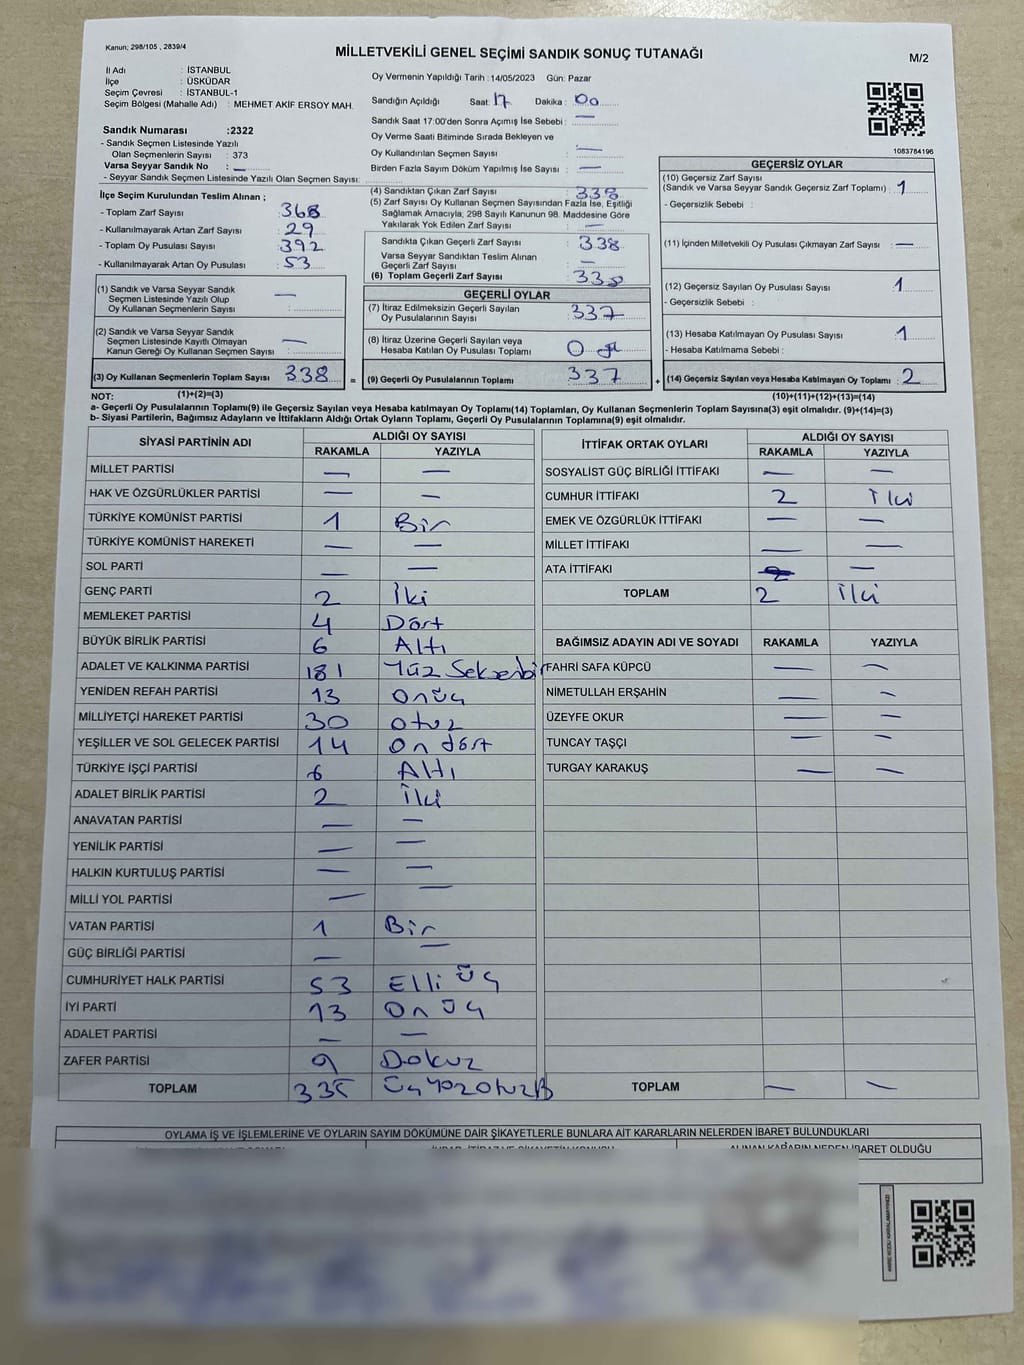 Kanun; 298/105 , 2839/4
MİLLETVEKİLİ GENEL SEÇİMİ SANDIK SONUÇ TUTANAĞI
M/2
İl Adı : İSTANBUL
İlçe : ÜSKÜDAR
Seçim Çevresi : İSTANBUL-1
Seçim Bölgesi (Mahalle Adı) : MEHMET AKİF ERSOY MAH.
Sandık Numarası :2322
- Sandık Seçmen Listesinde Yazılı
Olan Seçmenlerin Sayısı : 373
Varsa Seyyar Sandık No : —
- Seyyar Sandık Seçmen Listesinde Yazılı Olan Seçmen Sayısı:
Oy Vermenin Yapıldığı Tarih : 14/05/2023 Gün: Pazar
Sandığın Açıldığı Saat: 17 Dakika : 00
Sandık Saat 17:00'den Sonra Açımış İse Sebebi : —
Oy Verme Saati Bitiminde Sırada Bekleyen ve
Oy Kullandırılan Seçmen Sayısı : —
Birden Fazla Sayım Döküm Yapılmış İse Sayısı : —
1083784196
İlçe Seçim Kurulundan Teslim Alınan ;
- Toplam Zarf Sayısı : 368
- Kullanılmayarak Artan Zarf Sayısı : 29
- Toplam Oy Pusulası Sayısı : 392
- Kullanılmayarak Artan Oy Pusulası : 53
(1) Sandık ve Varsa Seyyar Sandık
Seçmen Listesinde Yazılı Olup
Oy Kullanan Seçmenlerin Sayısı : —
(2) Sandık ve Varsa Seyyar Sandık
Seçmen Listesinde Kayıtlı Olmayan
Kanun Gereği Oy Kullanan Seçmen Sayısı : —
(3) Oy Kullanan Seçmenlerin Toplam Sayısı : 338
(1)+(2)=(3)
(4) Sandıktan Çıkan Zarf Sayısı : 338
(5) Zarf Sayısı Oy Kullanan Seçmen Sayısından Fazla İse, Eşitliği
Sağlamak Amacıyla, 298 Sayılı Kanunun 98. Maddesine Göre
Yakılarak Yok Edilen Zarf Sayısı : —
Sandıkta Çıkan Geçerli Zarf Sayısı : 338
Varsa Seyyar Sandıktan Teslim Alınan
Geçerli Zarf Sayısı : —
(6) Toplam Geçerli Zarf Sayısı : 338
GEÇERLİ OYLAR
(7) İtiraz Edilmeksizin Geçerli Sayılan
Oy Pusulalarının Sayısı : 337
(8) İtiraz Üzerine Geçerli Sayılan veya
Hesaba Katılan Oy Pusulası Toplamı : 0
= (9) Geçerli Oy Pusulalarının Toplamı : 337
GEÇERSİZ OYLAR
(10) Geçersiz Zarf Sayısı
(Sandık ve Varsa Seyyar Sandık Geçersiz Zarf Toplamı) : 1
- Geçersizlik Sebebi :
(11) İçinden Milletvekili Oy Pusulası Çıkmayan Zarf Sayısı : —
(12) Geçersiz Sayılan Oy Pusulası Sayısı : 1
- Geçersizlik Sebebi :
(13) Hesaba Katılmayan Oy Pusulası Sayısı : 1
- Hesaba Katılmama Sebebi :
+ (14) Geçersiz Sayılan veya Hesaba Katılmayan Oy Toplamı : 2
(10)+(11)+(12)+(13)=(14)
NOT:
a- Geçerli Oy Pusulalarının Toplamı(9) ile Geçersiz Sayılan veya Hesaba katılmayan Oy Toplamı(14) Toplamları, Oy Kullanan Seçmenlerin Toplam Sayısına(3) eşit olmalıdır. (9)+(14)=(3)
b- Siyasi Partilerin, Bağımsız Adayların ve İttifakların Aldığı Ortak Oyların Toplamı, Geçerli Oy Pusulalarının Toplamına(9) eşit olmalıdır.
SİYASİ PARTİNİN ADI ALDIĞI OY SAYISI
RAKAMLA YAZIYLA
MİLLET PARTİSİ — —
HAK VE ÖZGÜRLÜKLER PARTİSİ — —
TÜRKİYE KOMÜNİST PARTİSİ 1 Bir
TÜRKİYE KOMÜNİST HAREKETİ — —
SOL PARTİ — —
GENÇ PARTİ 2 İki
MEMLEKET PARTİSİ 4 Dört
BÜYÜK BİRLİK PARTİSİ 6 Altı
ADALET VE KALKINMA PARTİSİ 181 Yüz Seksenbir
YENİDEN REFAH PARTİSİ 13 Onüç
MİLLİYETÇİ HAREKET PARTİSİ 30 otuz
YEŞİLLER VE SOL GELECEK PARTİSİ 14 On dört
TÜRKİYE İŞÇİ PARTİSİ 6 Altı
ADALET BİRLİK PARTİSİ 2 İki
ANAVATAN PARTİSİ — —
YENİLİK PARTİSİ — —
HALKIN KURTULUŞ PARTİSİ — —
MİLLİ YOL PARTİSİ — —
VATAN PARTİSİ 1 Bir
GÜÇ BİRLİĞİ PARTİSİ — —
CUMHURİYET HALK PARTİSİ 53 Elli üç
İYİ PARTİ 13 Onüç
ADALET PARTİSİ — —
ZAFER PARTİSİ 9 Dokuz
TOPLAM 335
İTTİFAK ORTAK OYLARI ALDIĞI OY SAYISI
RAKAMLA YAZIYLA
SOSYALİST GÜÇ BİRLİĞİ İTTİFAKI — —
CUMHUR İTTİFAKI 2 İki
EMEK VE ÖZGÜRLÜK İTTİFAKI — —
MİLLET İTTİFAKI — —
ATA İTTİFAKI —
TOPLAM 2 İki
BAĞIMSIZ ADAYIN ADI VE SOYADI RAKAMLA YAZIYLA
FAHRİ SAFA KÜPCÜ — —
NİMETULLAH ERŞAHİN — —
ÜZEYFE OKUR — —
TUNCAY TAŞÇI — —
TURGAY KARAKUŞ — —
TOPLAM — —
OYLAMA İŞ VE İŞLEMLERİNE VE OYLARIN SAYIM DÖKÜMÜNE DAİR ŞİKAYETLERLE BUNLARA AİT KARARLARIN NELERDEN İBARET BULUNDUKLARI
ALINAN KARARIN NEDEN İBARET OLDUĞU